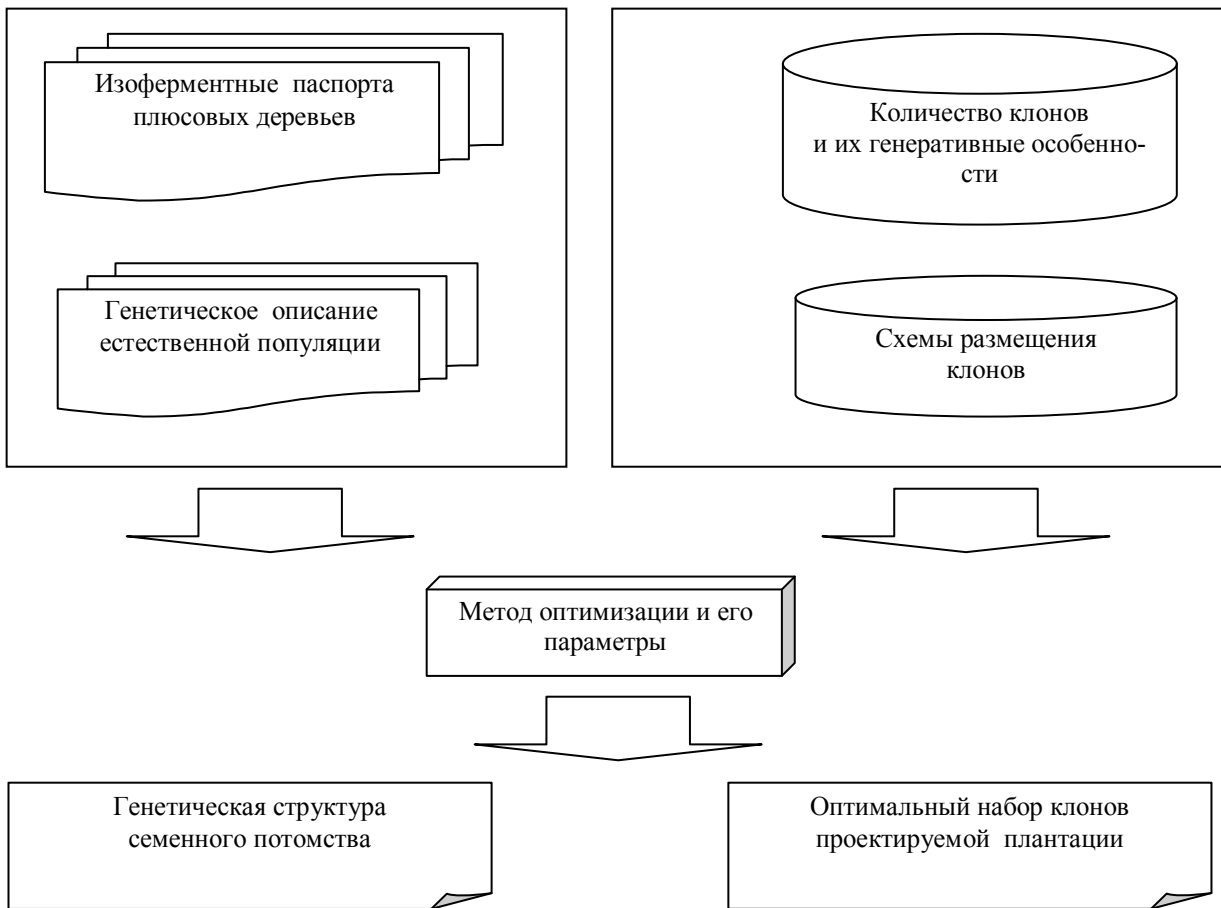 Изоферментные паспорта
плюсовых деревьев
Генетическое описание
естественной популяции
Количество клонов
и их генеративные особенно-
сти
Схемы размещения
клонов
Метод оптимизации и его
параметры
Генетическая структура
семенного потомства
Оптимальный набор клонов
проектируемой плантации